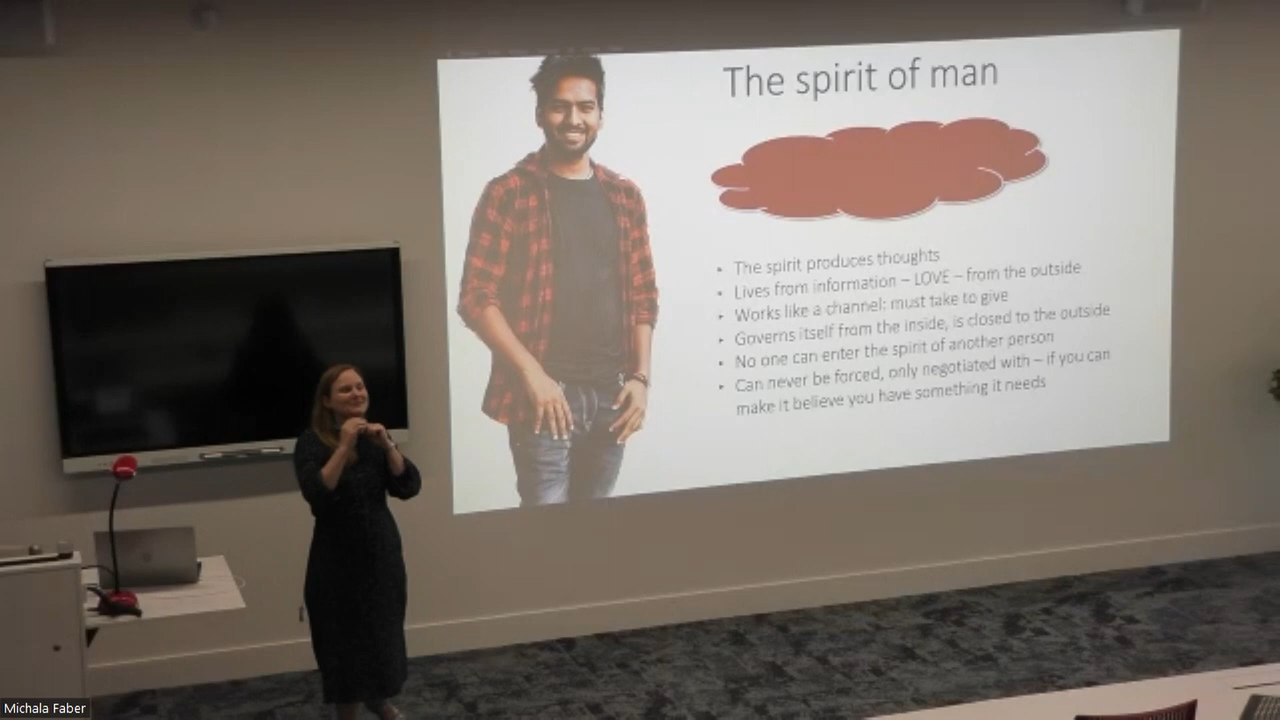 The spirit of man
• The spirit produces thoughts
• Lives from information – LOVE – from the outside
• Works like a channel: must take to give
• Governs itself from the inside, is closed to the outside
• No one can enter the spirit of another person
• Can never be forced, only negotiated with – if you can
make it believe you have something it needs
Michala Faber